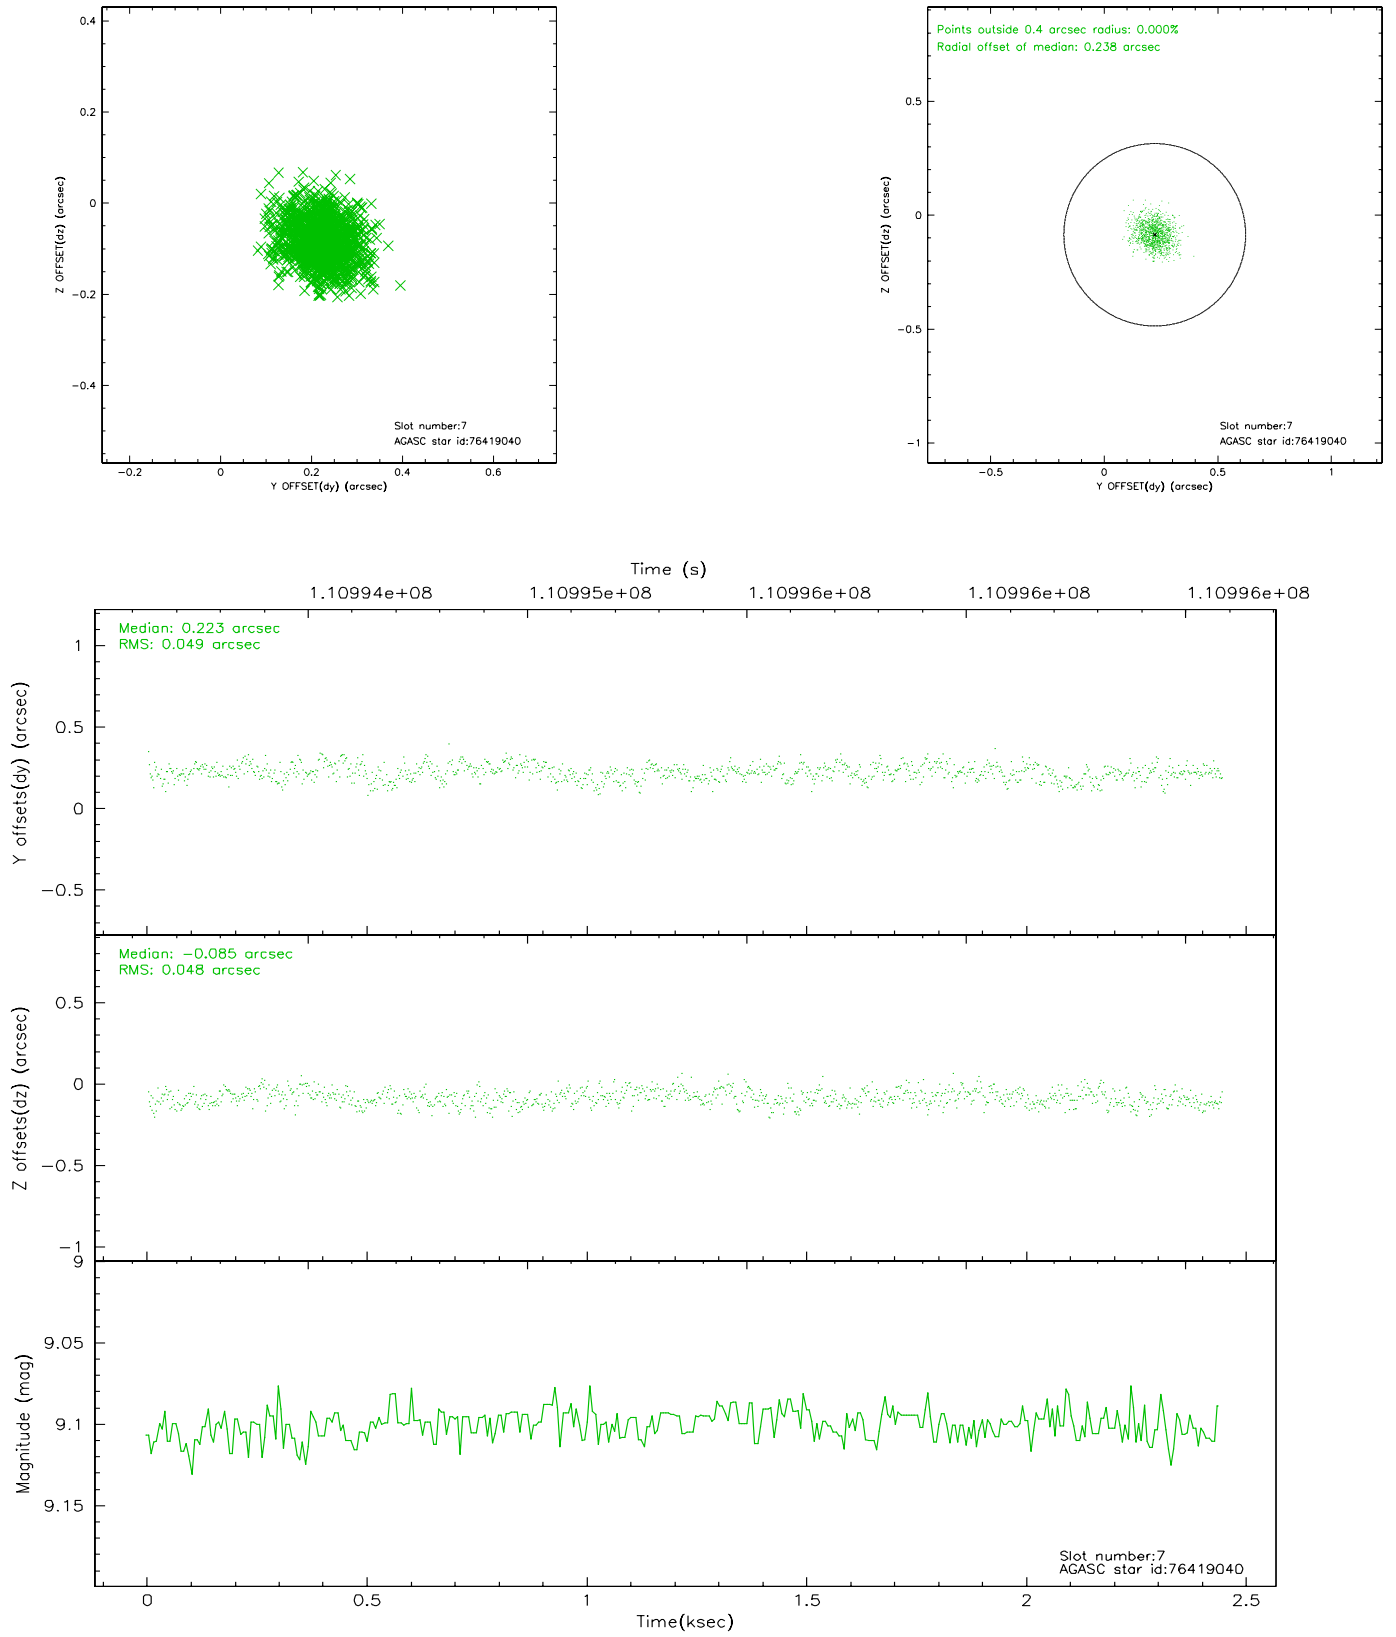 0.4
0.2
0
−0.2
−0.4
Z OFFSET(dz) (arcsec)
Slot number:7
AGASC star id:76419040
−0.2 0 0.2 0.4 0.6
Y OFFSET(dy) (arcsec)
Points outside 0.4 arcsec radius: 0.000%
Radial offset of median: 0.238 arcsec
0.5
0
−0.5
−1
Z OFFSET(dz) (arcsec)
Slot number:7
AGASC star id:76419040
−0.5 0 0.5 1
Y OFFSET(dy) (arcsec)
Time (s)
1.10994e+08 1.10995e+08 1.10996e+08 1.10996e+08 1.10996e+08
Median: 0.223 arcsec
RMS: 0.049 arcsec
1
0.5
0
−0.5
Y offsets(dy) (arcsec)
Median: −0.085 arcsec
RMS: 0.048 arcsec
0.5
0
−0.5
−1
Z offsets(dz) (arcsec)
9
9.05
9.1
9.15
Magnitude (mag)
Slot number:7
AGASC star id:76419040
0 0.5 1 1.5 2 2.5
Time(ksec)